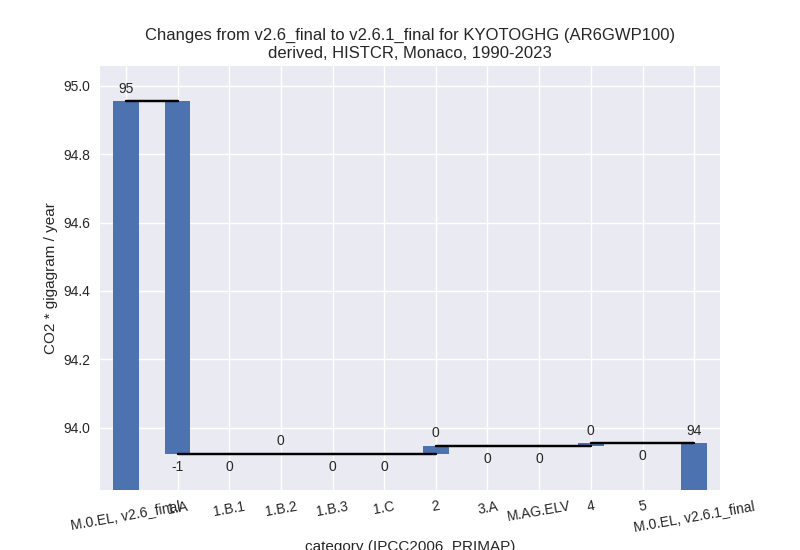 Changes from v2.6_final to v2.6.1_final for KYOTOGHG (AR6GWP100)
derived, HISTCR, Monaco, 1990-2023
95.0
94.8
94.6
94.4
94.2
94.0
CO2 * gigagram / year
95
-1
0
0
0
0
0
0
0
0
0
94
M.0.EL, v2.6_final
1.A
1.B.1
1.B.2
1.B.3
1.C
2
3.A
M.AG.ELV
4
5
M.0.EL, v2.6.1_final
category (IPCC2006_PRIMAP)